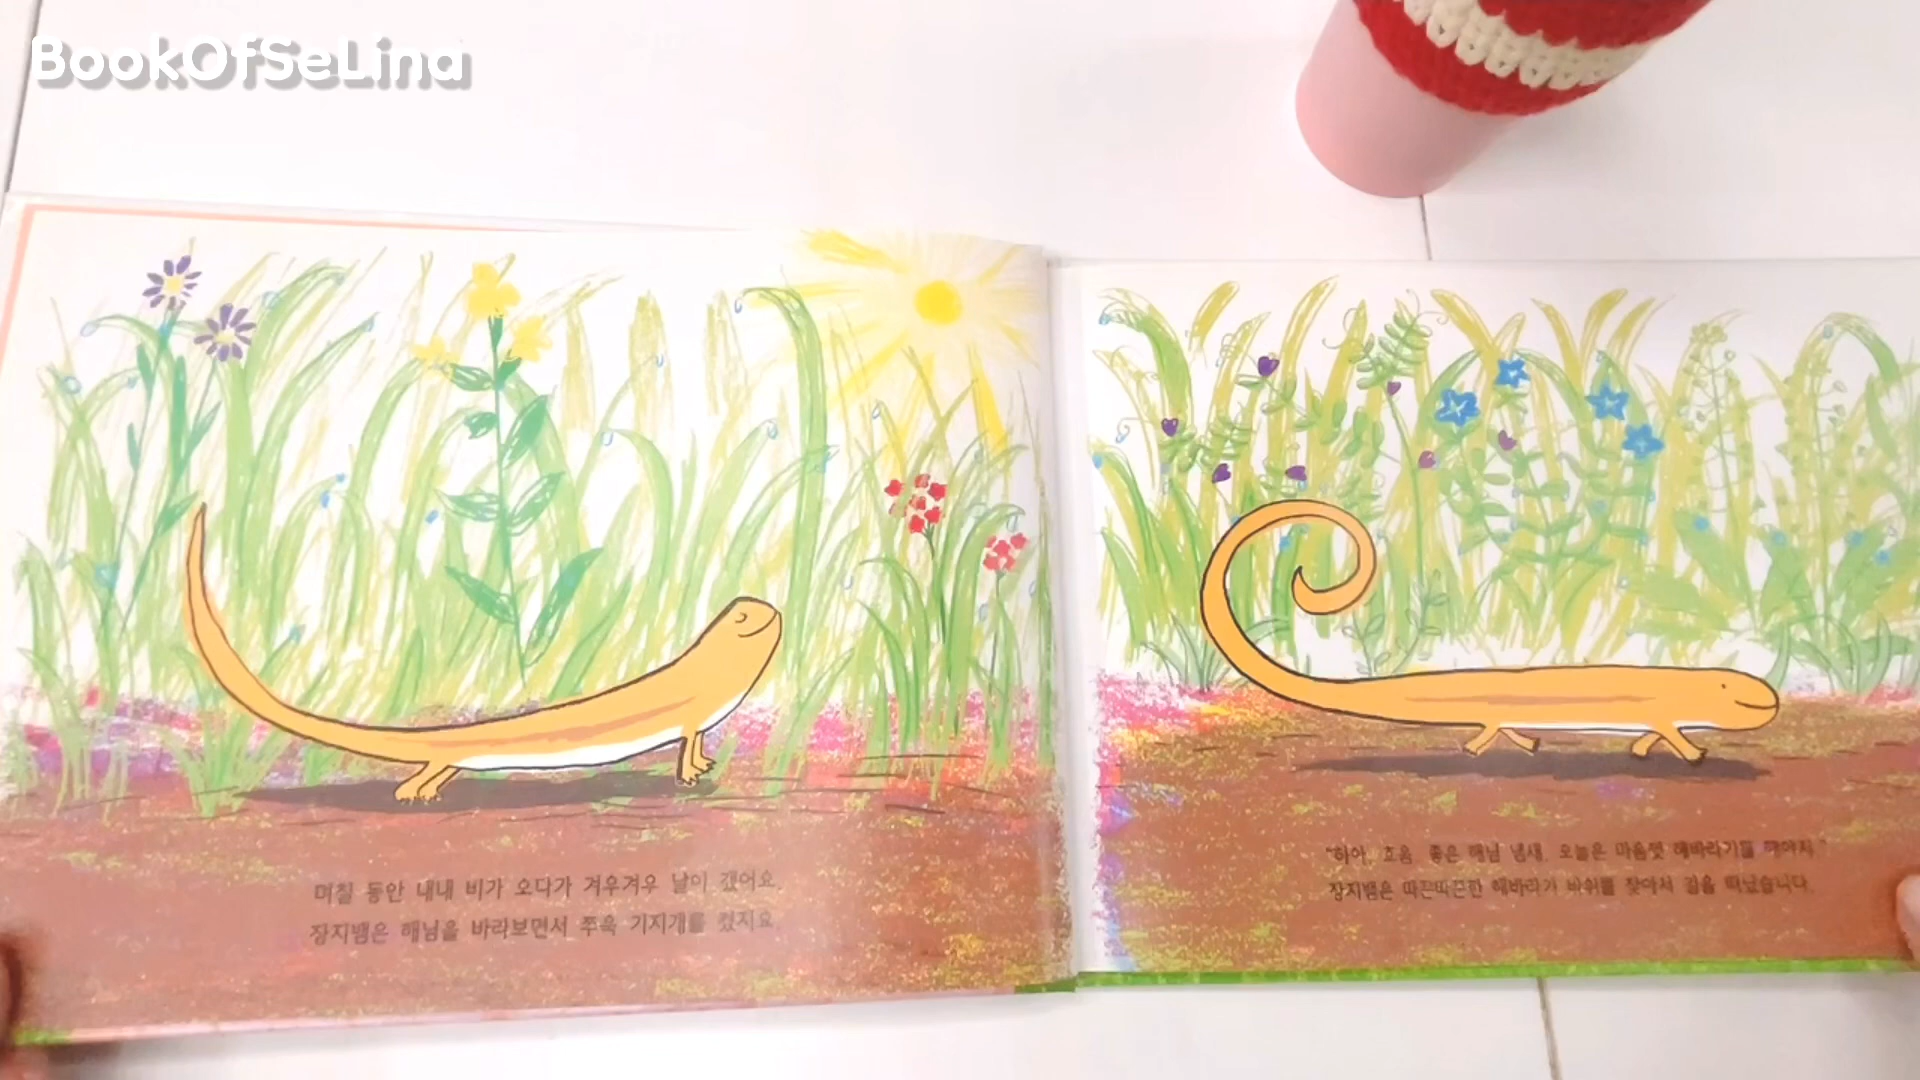 BookOfSeLina
며칠 동안 내내 비가 오다가 겨우겨우 날이 갰어요.
장지뱀은 해님을 바라보면서 쭈욱 기지개를 켰지요.
"하아, 흐음. 좋은 해님 냄새. 오늘은 마음껏 해바라기를 해야지."
장지뱀은 따끈따끈한 해바라기 바위를 찾아서 길을 떠났습니다.